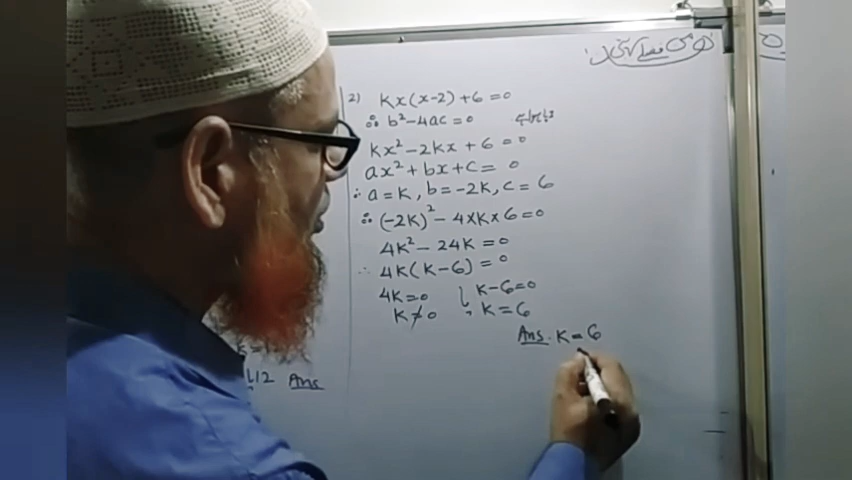 2) Kx(x-2)+6=0
∴ b²-4ac=0
Kx²-2Kx+6=0
ax²+bx+c=0
∴ a=K, b=-2K, c=6
∴ (-2K)²-4×K×6=0
4K²-24K=0
∴ 4K(K-6)=0
4K=0 K-6=0
K≠0 K=6
Ans. K=6
12 Ans